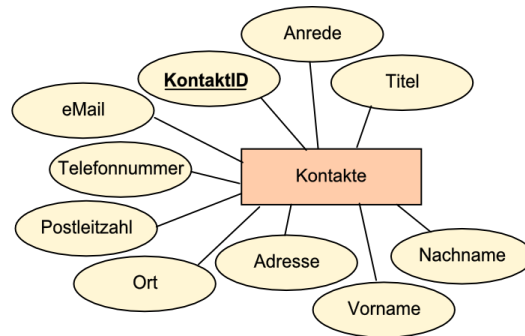 Anrede
KontaktID
Titel
eMail
Telefonnummer
Kontakte
Postleitzahl
Nachname
Adresse
Ort
Vorname